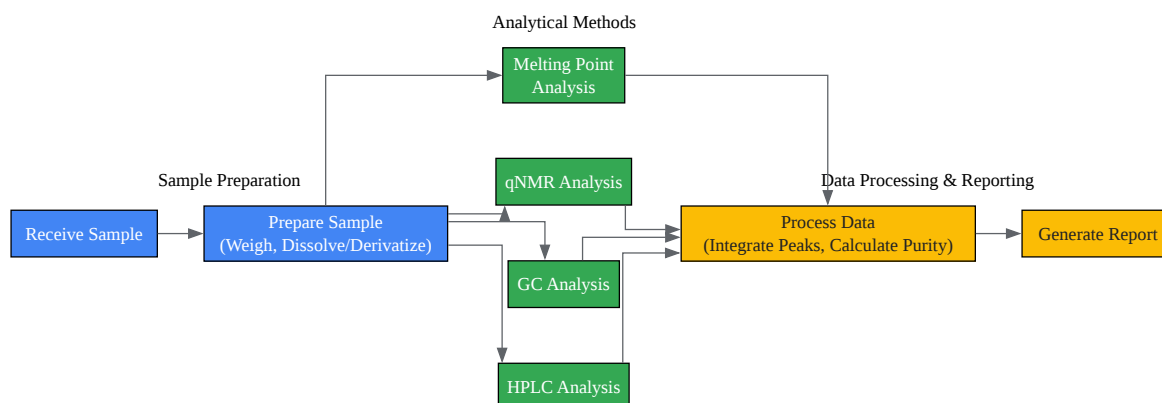 Analytical Methods
Melting Point
Analysis
Sample Preparation
qNMR Analysis
Data Processing & Reporting
Receive Sample
Prepare Sample
(Weigh, Dissolve/Derivatize)
Process Data
(Integrate Peaks, Calculate Purity)
Generate Report
GC Analysis
HPLC Analysis